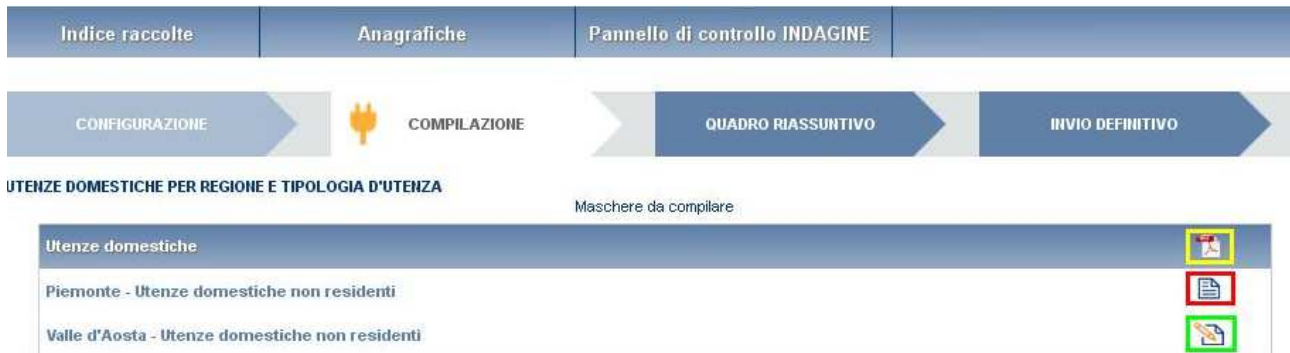 Indice raccolte
Anagrafiche
Pannello di controllo INDAGINE
CONFIGURAZIONE
COMPILAZIONE
QUADRO RIASSUNTIVO
INVIO DEFINITIVO
UTENZE DOMESTICHE PER REGIONE E TIPOLOGIA D'UTENZA
Maschere da compilare
Utenze domestiche
Piemonte - Utenze domestiche non residenti
Valle d'Aosta - Utenze domestiche non residenti